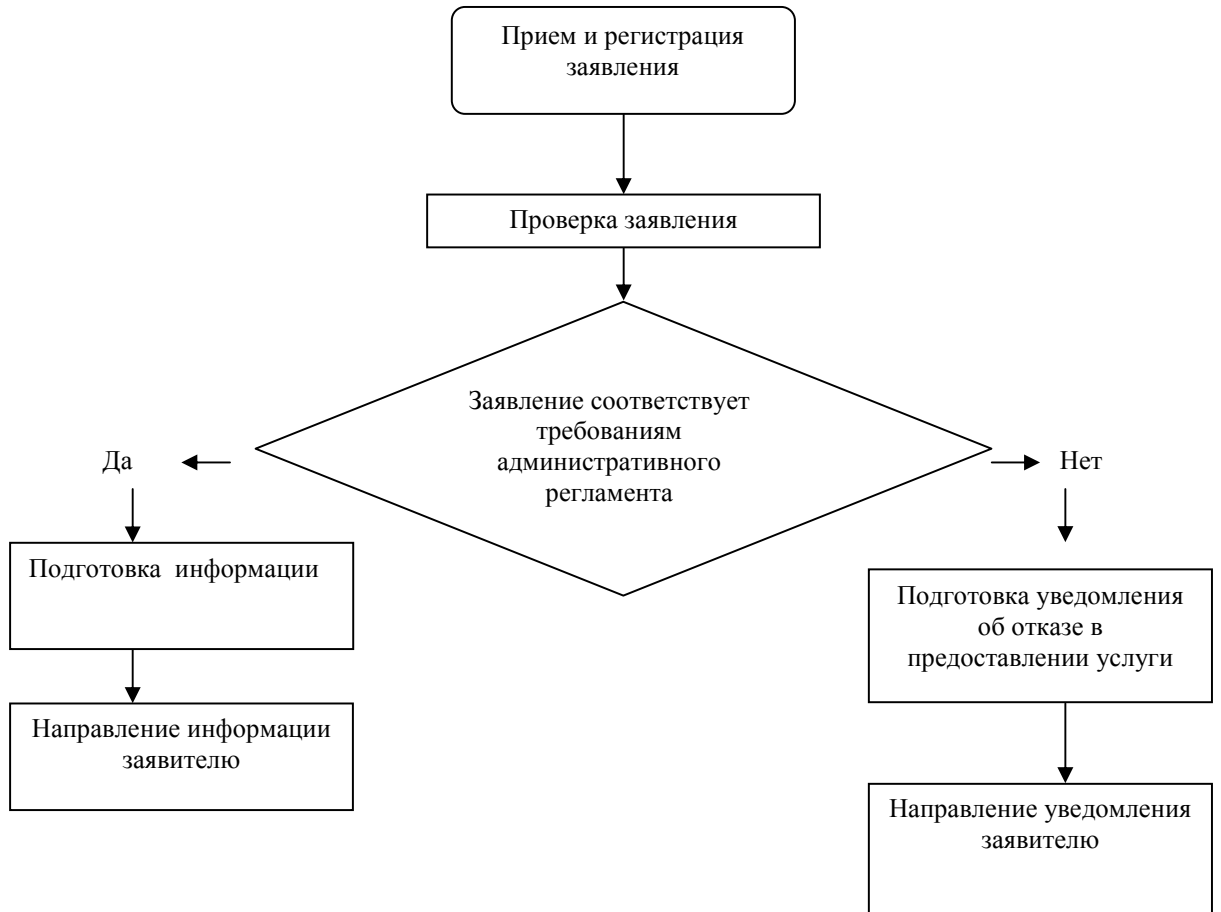 Прием и регистрация
заявления
Проверка заявления
Заявление соответствует
требованиям
административного
регламента
Да
Нет
Подготовка информации
Направление информации
заявителю
Подготовка уведомления
об отказе в
предоставлении услуги
Направление уведомления
заявителю